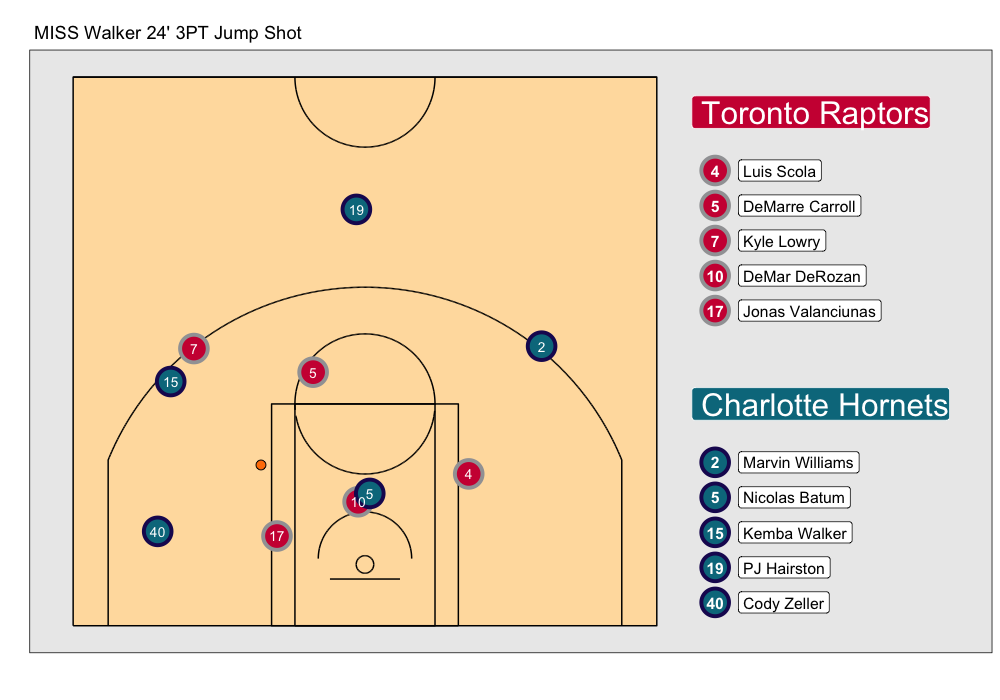 MISS Walker 24' 3PT Jump Shot
Toronto Raptors
4 Luis Scola
5 DeMarre Carroll
7 Kyle Lowry
10 DeMar DeRozan
17 Jonas Valanciunas
Charlotte Hornets
2 Marvin Williams
5 Nicolas Batum
15 Kemba Walker
19 PJ Hairston
40 Cody Zeller
19
7
2
15
5
4
10
5
40
17